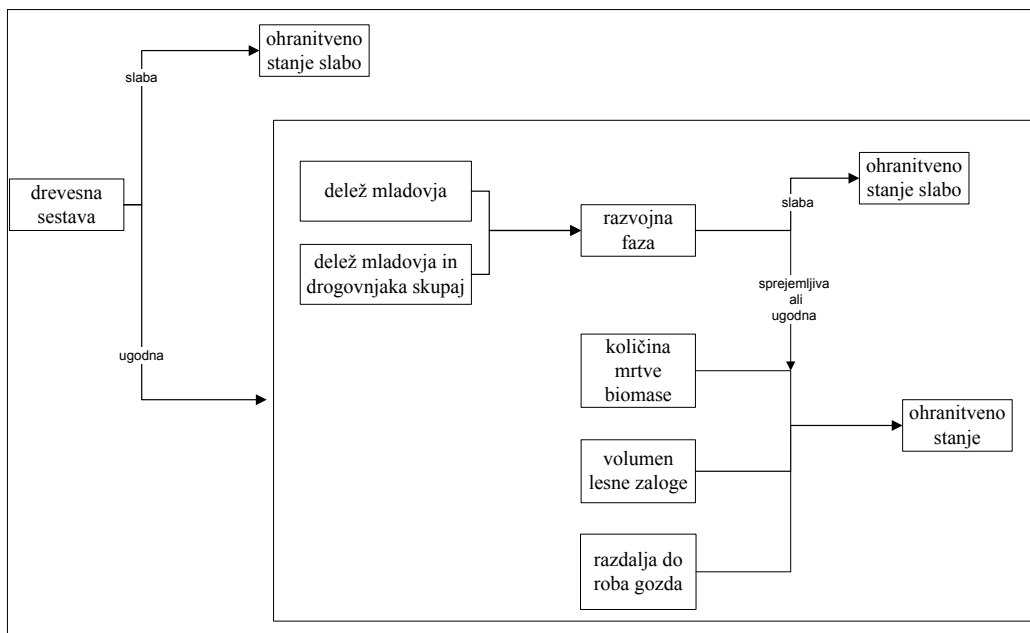 ohranitveno
stanje slabo
slaba
drevesna
sestava
ugodna
delež mladovja
delež mladovja in
drogovnjaka skupaj
razvojna
faza
slaba
ohranitveno
stanje slabo
sprejemljiva
ali
ugodna
količina
mrtve
biomase
volumen
lesne zaloge
razdalja do
roba gozda
ohranitveno
stanje